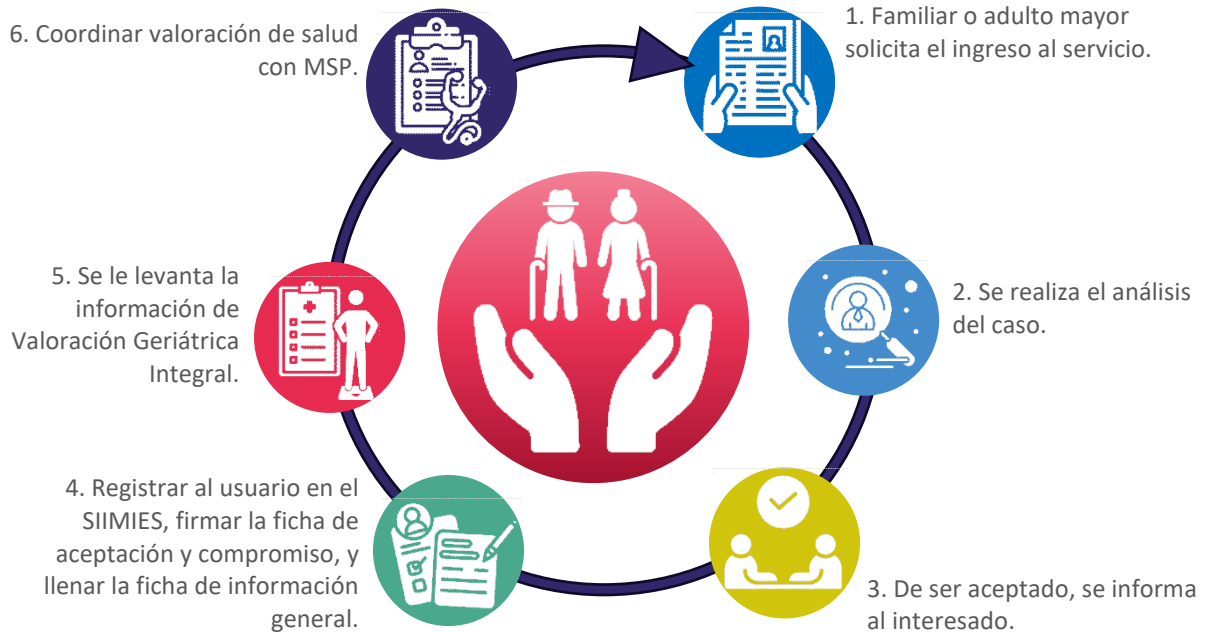 1. Familiar o adulto mayor
solicita el ingreso al servicio.
2. Se realiza el análisis
del caso.
3. De ser aceptado, se informa
al interesado.
4. Registrar al usuario en el
SIIMIES, firmar la ficha de
aceptación y compromiso, y
llenar la ficha de información
general.
5. Se le levanta la
información de
Valoración Geriátrica
Integral.
6. Coordinar valoración de salud
con MSP.